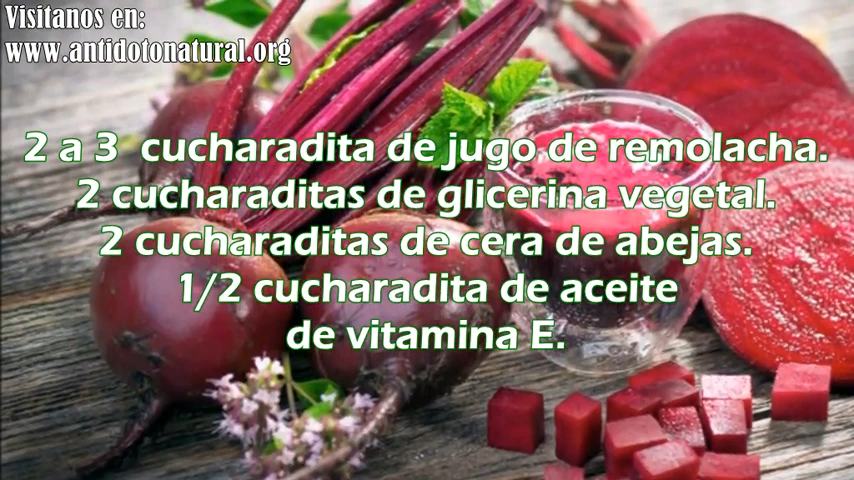 Visitanos en:
www.antidotonatural.org
2 a 3 cucharadita de jugo de remolacha.
2 cucharaditas de glicerina vegetal.
2 cucharaditas de cera de abejas.
1/2 cucharadita de aceite
de vitamina E.